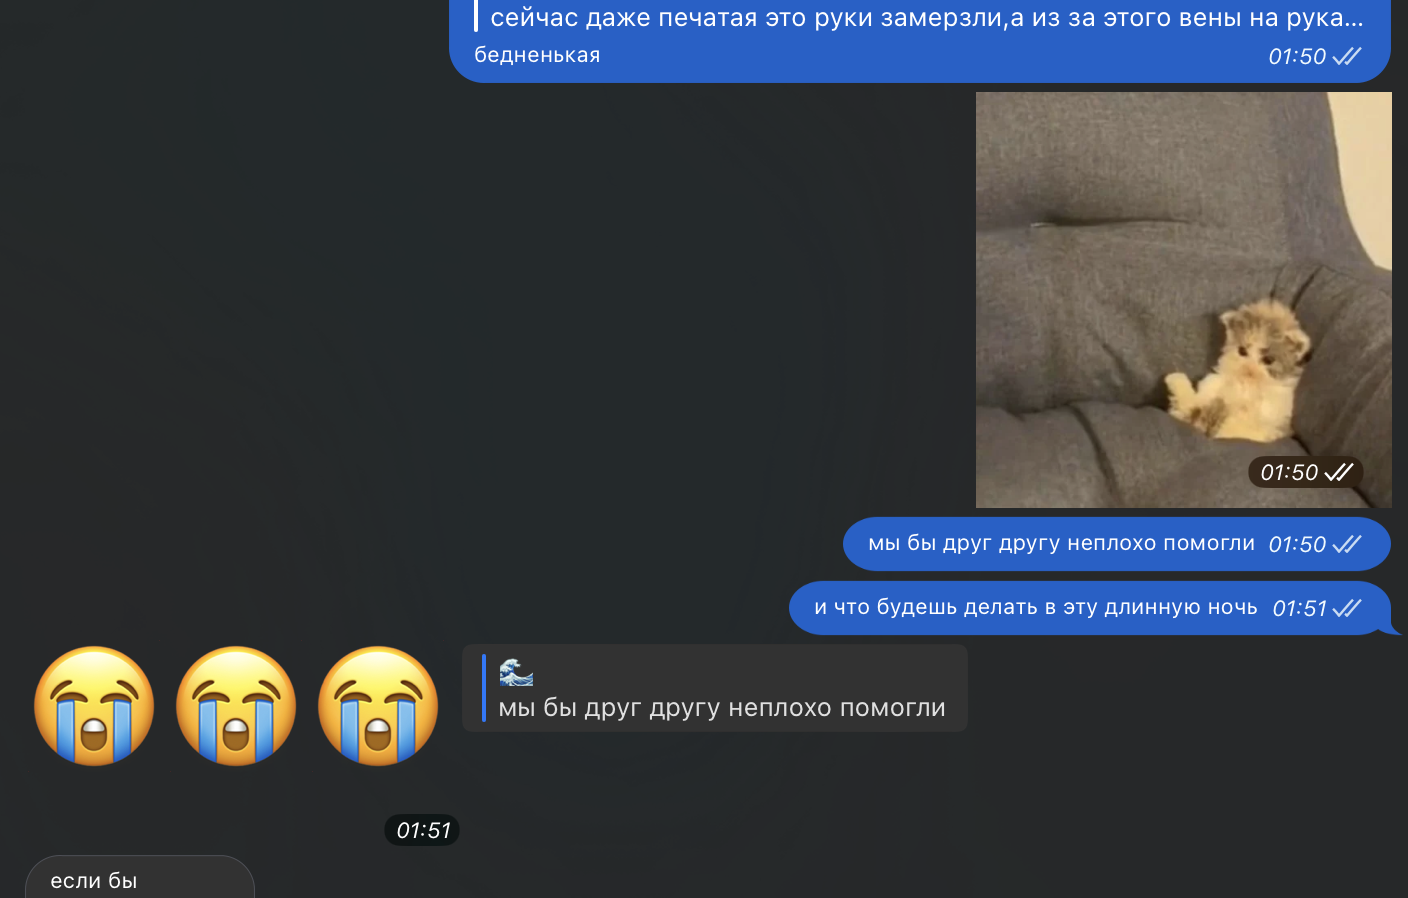 сейчас даже печатая это руки замерзли,а из за этого вены на рука...
бедненькая 01:50
01:50
мы бы друг другу неплохо помогли 01:50
и что будешь делать в эту длинную ночь 01:51
🌊
мы бы друг другу неплохо помогли
😭😭😭
01:51
если бы